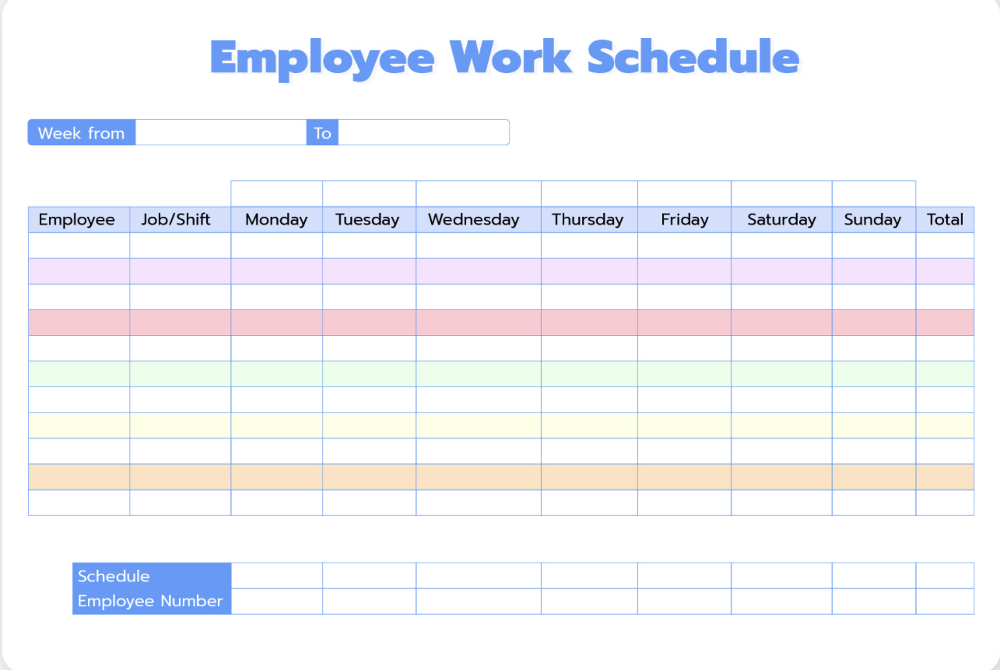 Employee Work Schedule
Week from To
Employee Job/Shift Monday Tuesday Wednesday Thursday Friday Saturday Sunday Total
Schedule
Employee Number